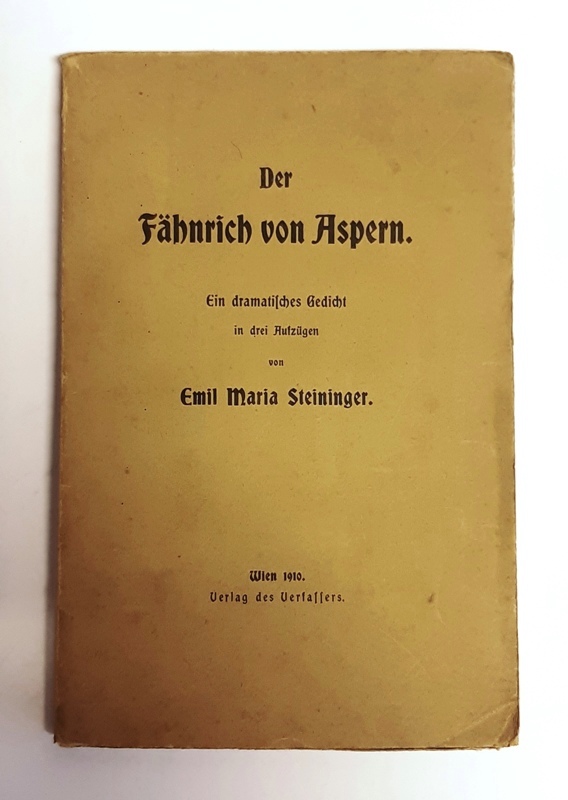 Der
Fähnrich von Aspern.
Ein dramatiſches Gedicht
in drei Aufzügen
von
Emil Maria Steininger.
Wien 1910.
Verlag des Verfaſſers.